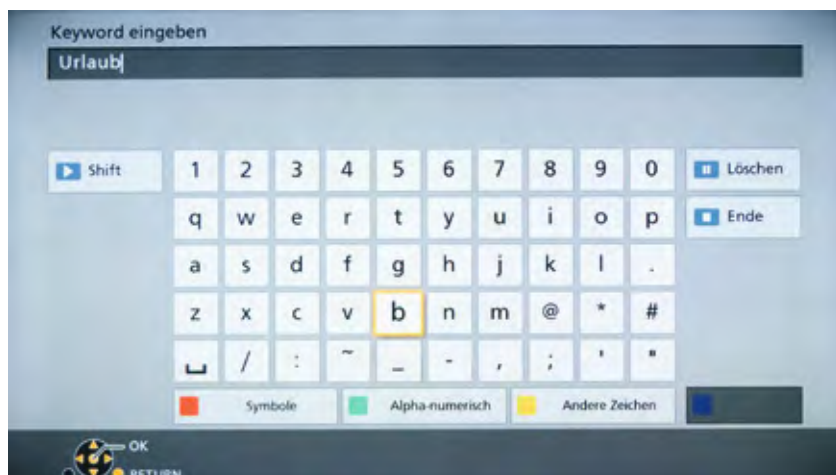 Keyword eingeben
Urlaub
Shift 1 2 3 4 5 6 7 8 9 0 Löschen
q w e r t y u i o p Ende
a s d f g h j k l .
z x c v b n m @ * #
␣ / : ~ _ - , ; ' "
Symbole Alpha-numerisch Andere Zeichen
OK
RETURN